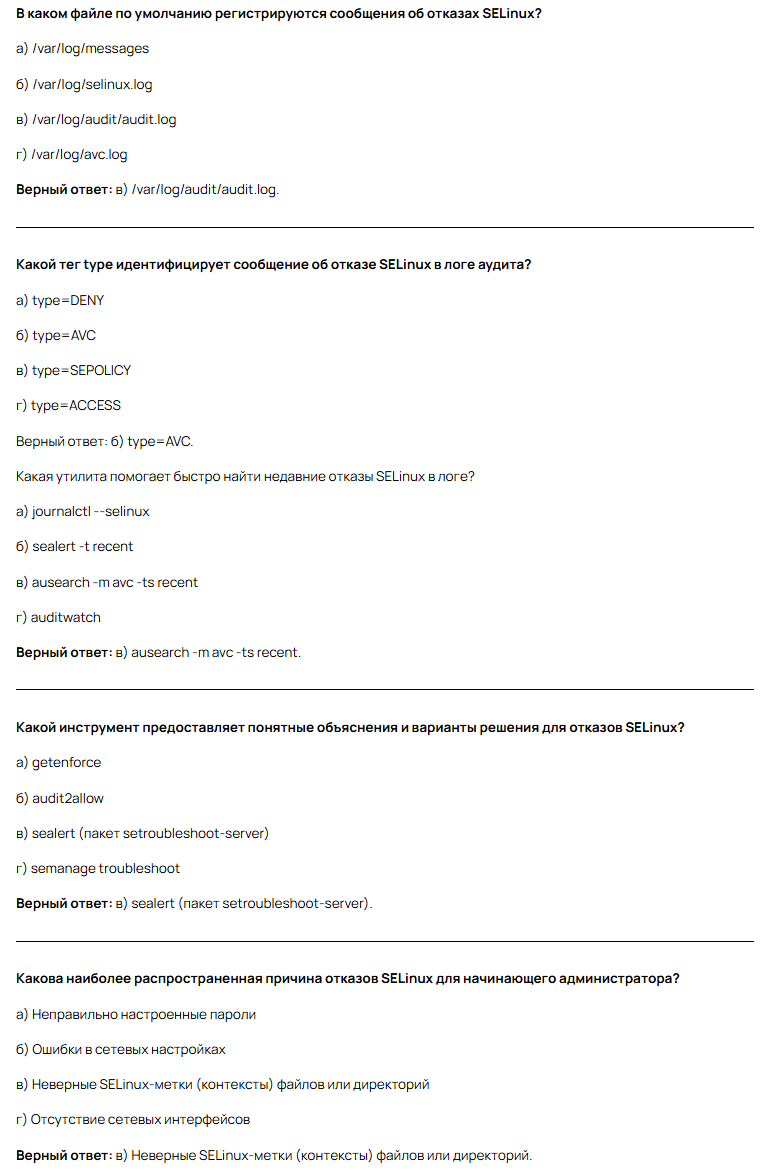 В каком файле по умолчанию регистрируются сообщения об отказах SELinux?
а) /var/log/messages
б) /var/log/selinux.log
в) /var/log/audit/audit.log
г) /var/log/avc.log
Верный ответ: в) /var/log/audit/audit.log.
Какой тег type идентифицирует сообщение об отказе SELinux в логе аудита?
а) type=DENY
б) type=AVC
в) type=SEPOLICY
г) type=ACCESS
Верный ответ: б) type=AVC.
Какая утилита помогает быстро найти недавние отказы SELinux в логе?
а) journalctl --selinux
б) sealert -t recent
в) ausearch -m avc -ts recent
г) auditwatch
Верный ответ: в) ausearch -m avc -ts recent.
Какой инструмент предоставляет понятные объяснения и варианты решения для отказов SELinux?
а) getenforce
б) audit2allow
в) sealert (пакет setroubleshoot-server)
г) semanage troubleshoot
Верный ответ: в) sealert (пакет setroubleshoot-server).
Какова наиболее распространенная причина отказов SELinux для начинающего администратора?
а) Неправильно настроенные пароли
б) Ошибки в сетевых настройках
в) Неверные SELinux-метки (контексты) файлов или директорий
г) Отсутствие сетевых интерфейсов
Верный ответ: в) Неверные SELinux-метки (контексты) файлов или директорий.